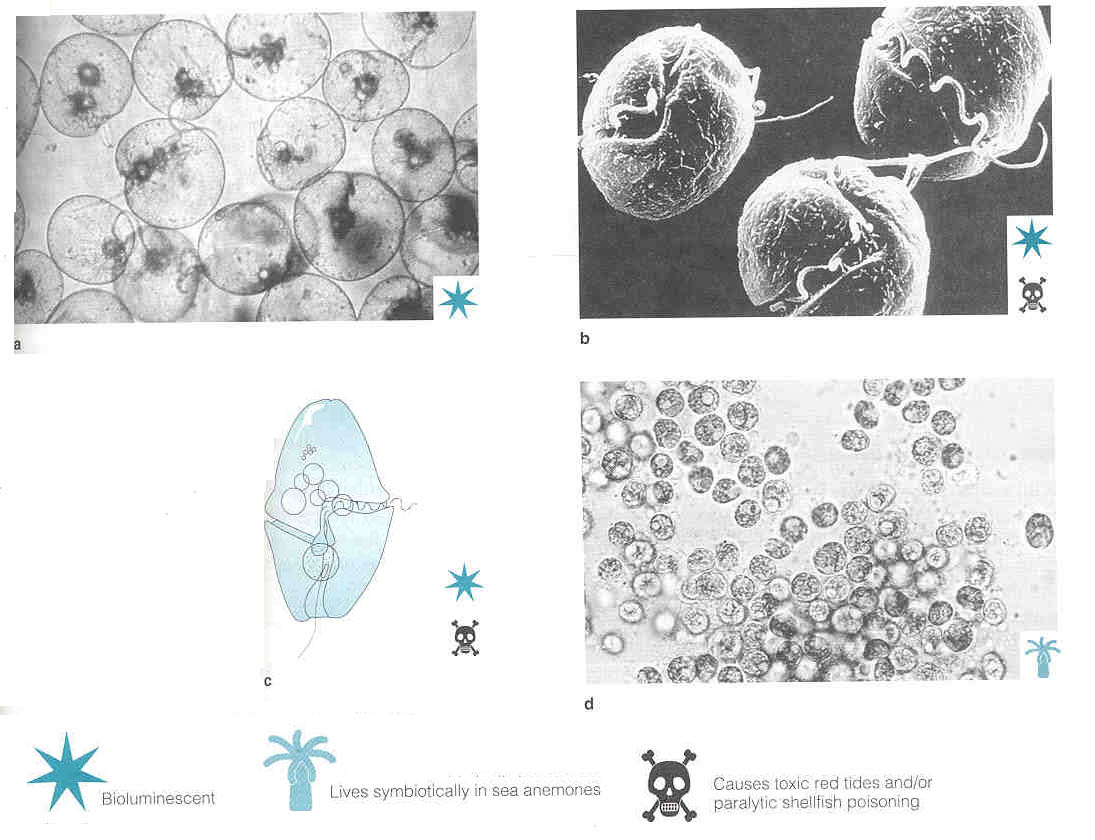 a
b
c
d
Bioluminescent
Lives symbiotically in sea anemones
Causes toxic red tides and/or
paralytic shellfish poisoning